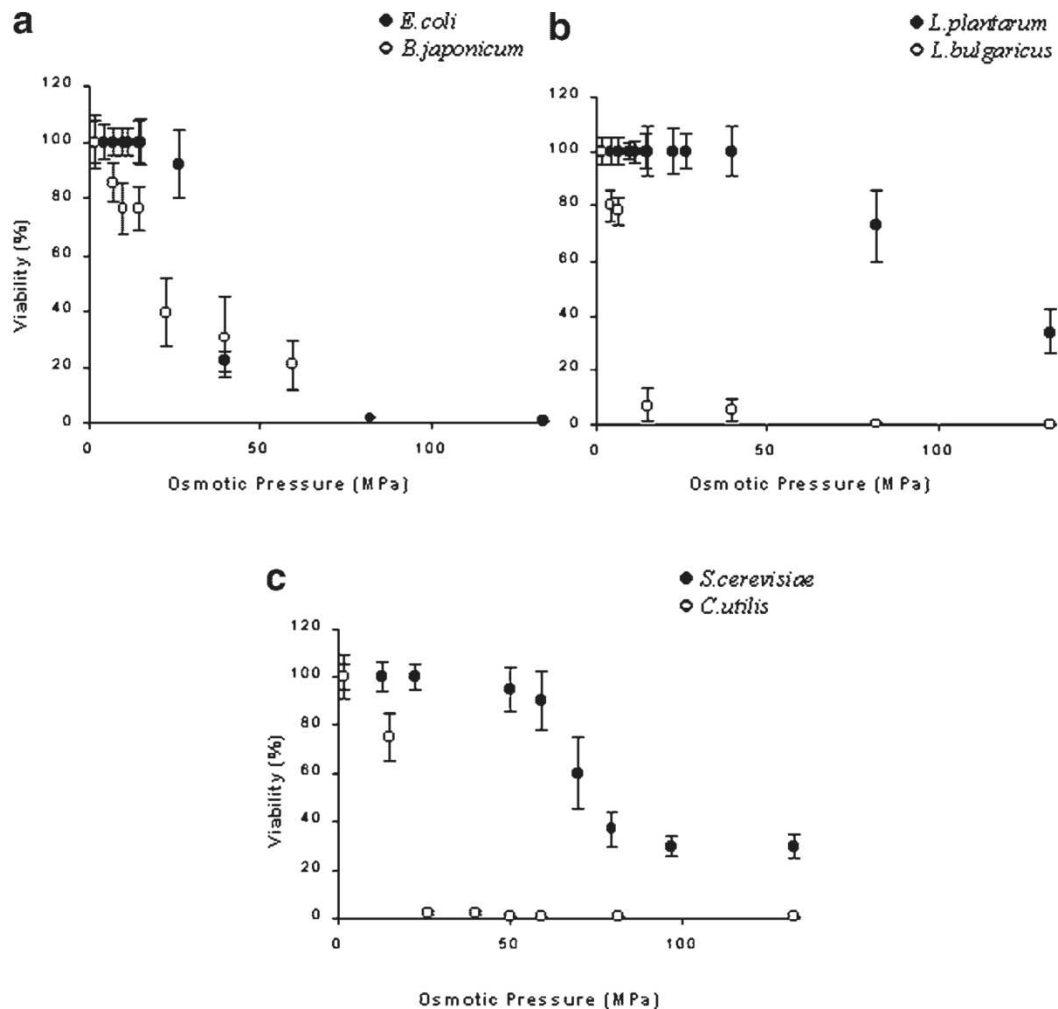 a
E.coli
B.japonicum
120
100
80
60
40
20
0
Viability (%)
0 50 100
Osmotic Pressure (MPa)
b
L.plantarum
L.bulgaricus
120
100
80
60
40
20
0
0 50 100
Osmotic Pressure (MPa)
c
S.cerevisiae
C.utilis
120
100
80
60
40
20
0
Viability (%)
0 50 100
Osmotic Pressure (MPa)